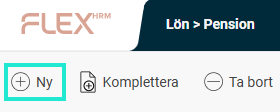 FLEX HRM
Lön > Pension
Ny Komplettera Ta bort